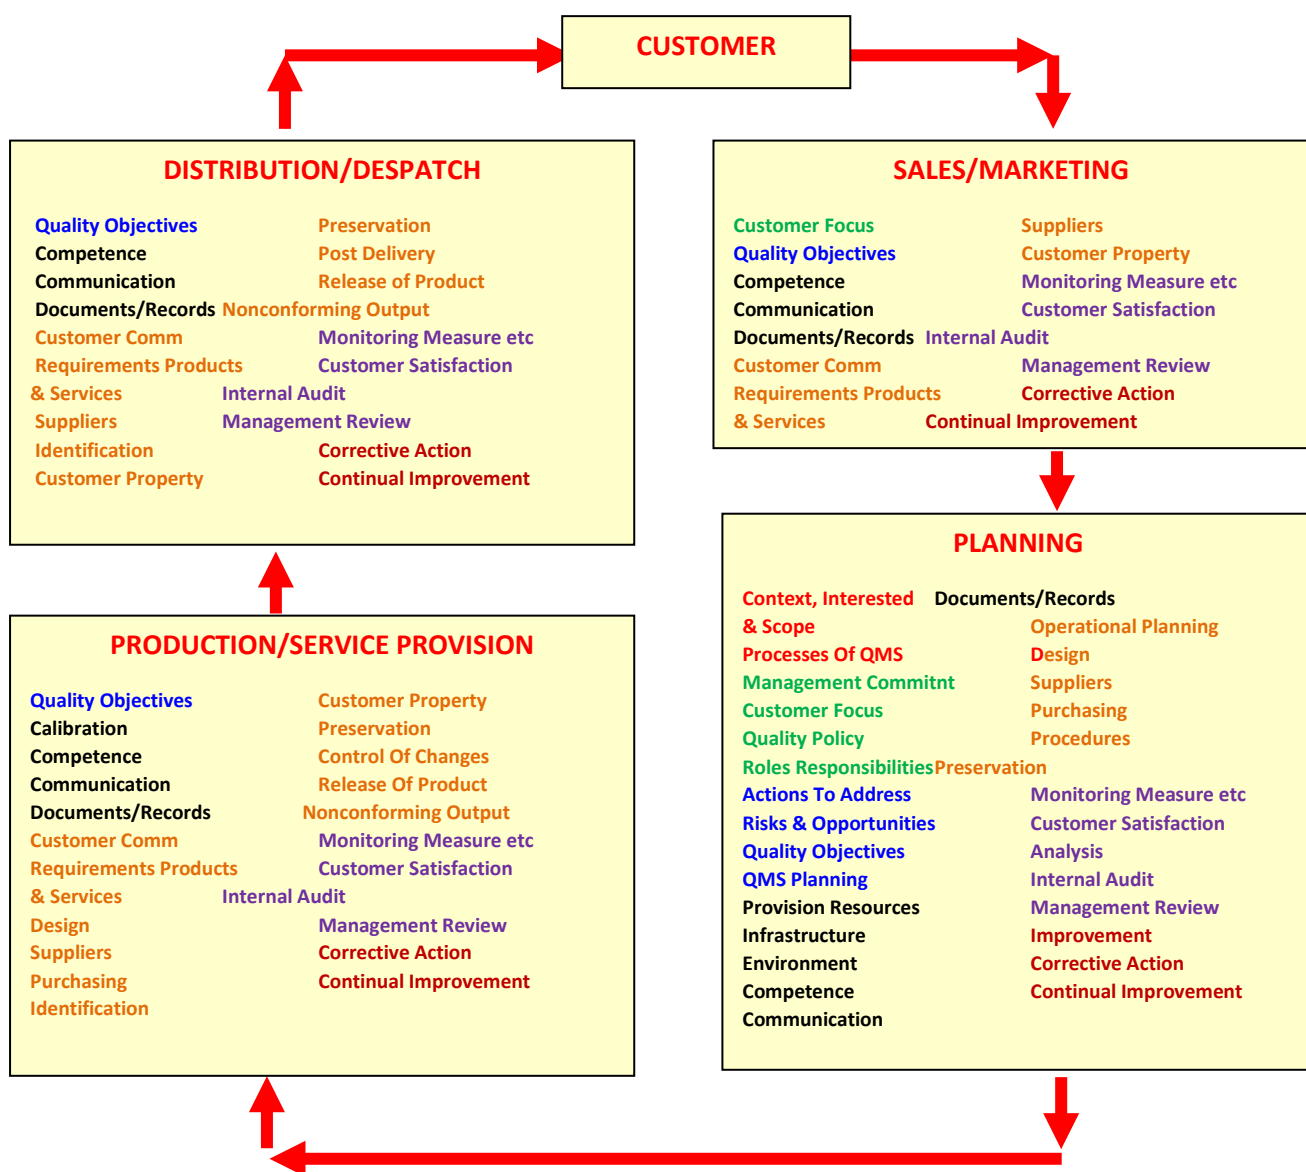 CUSTOMER
DISTRIBUTION/DESPATCH
Quality Objectives Preservation
Competence Post Delivery
Communication Release of Product
Documents/Records Nonconforming Output
Customer Comm Monitoring Measure etc
Requirements Products Customer Satisfaction
& Services Internal Audit
Suppliers Management Review
Identification Corrective Action
Customer Property Continual Improvement
SALES/MARKETING
Customer Focus Suppliers
Quality Objectives Customer Property
Competence Monitoring Measure etc
Communication Customer Satisfaction
Documents/Records Internal Audit
Customer Comm Management Review
Requirements Products Corrective Action
& Services Continual Improvement
PLANNING
Context, Interested Documents/Records
& Scope Operational Planning
Processes Of QMS Design
Management Commitnt Suppliers
Customer Focus Purchasing
Quality Policy Procedures
Roles Responsibilities Preservation
Actions To Address Monitoring Measure etc
Risks & Opportunities Customer Satisfaction
Quality Objectives Analysis
QMS Planning Internal Audit
Provision Resources Management Review
Infrastructure Improvement
Environment Corrective Action
Competence Continual Improvement
Communication
PRODUCTION/SERVICE PROVISION
Quality Objectives Customer Property
Calibration Preservation
Competence Control Of Changes
Communication Release Of Product
Documents/Records Nonconforming Output
Customer Comm Monitoring Measure etc
Requirements Products Customer Satisfaction
& Services Internal Audit
Design Management Review
Suppliers Corrective Action
Purchasing Continual Improvement
Identification